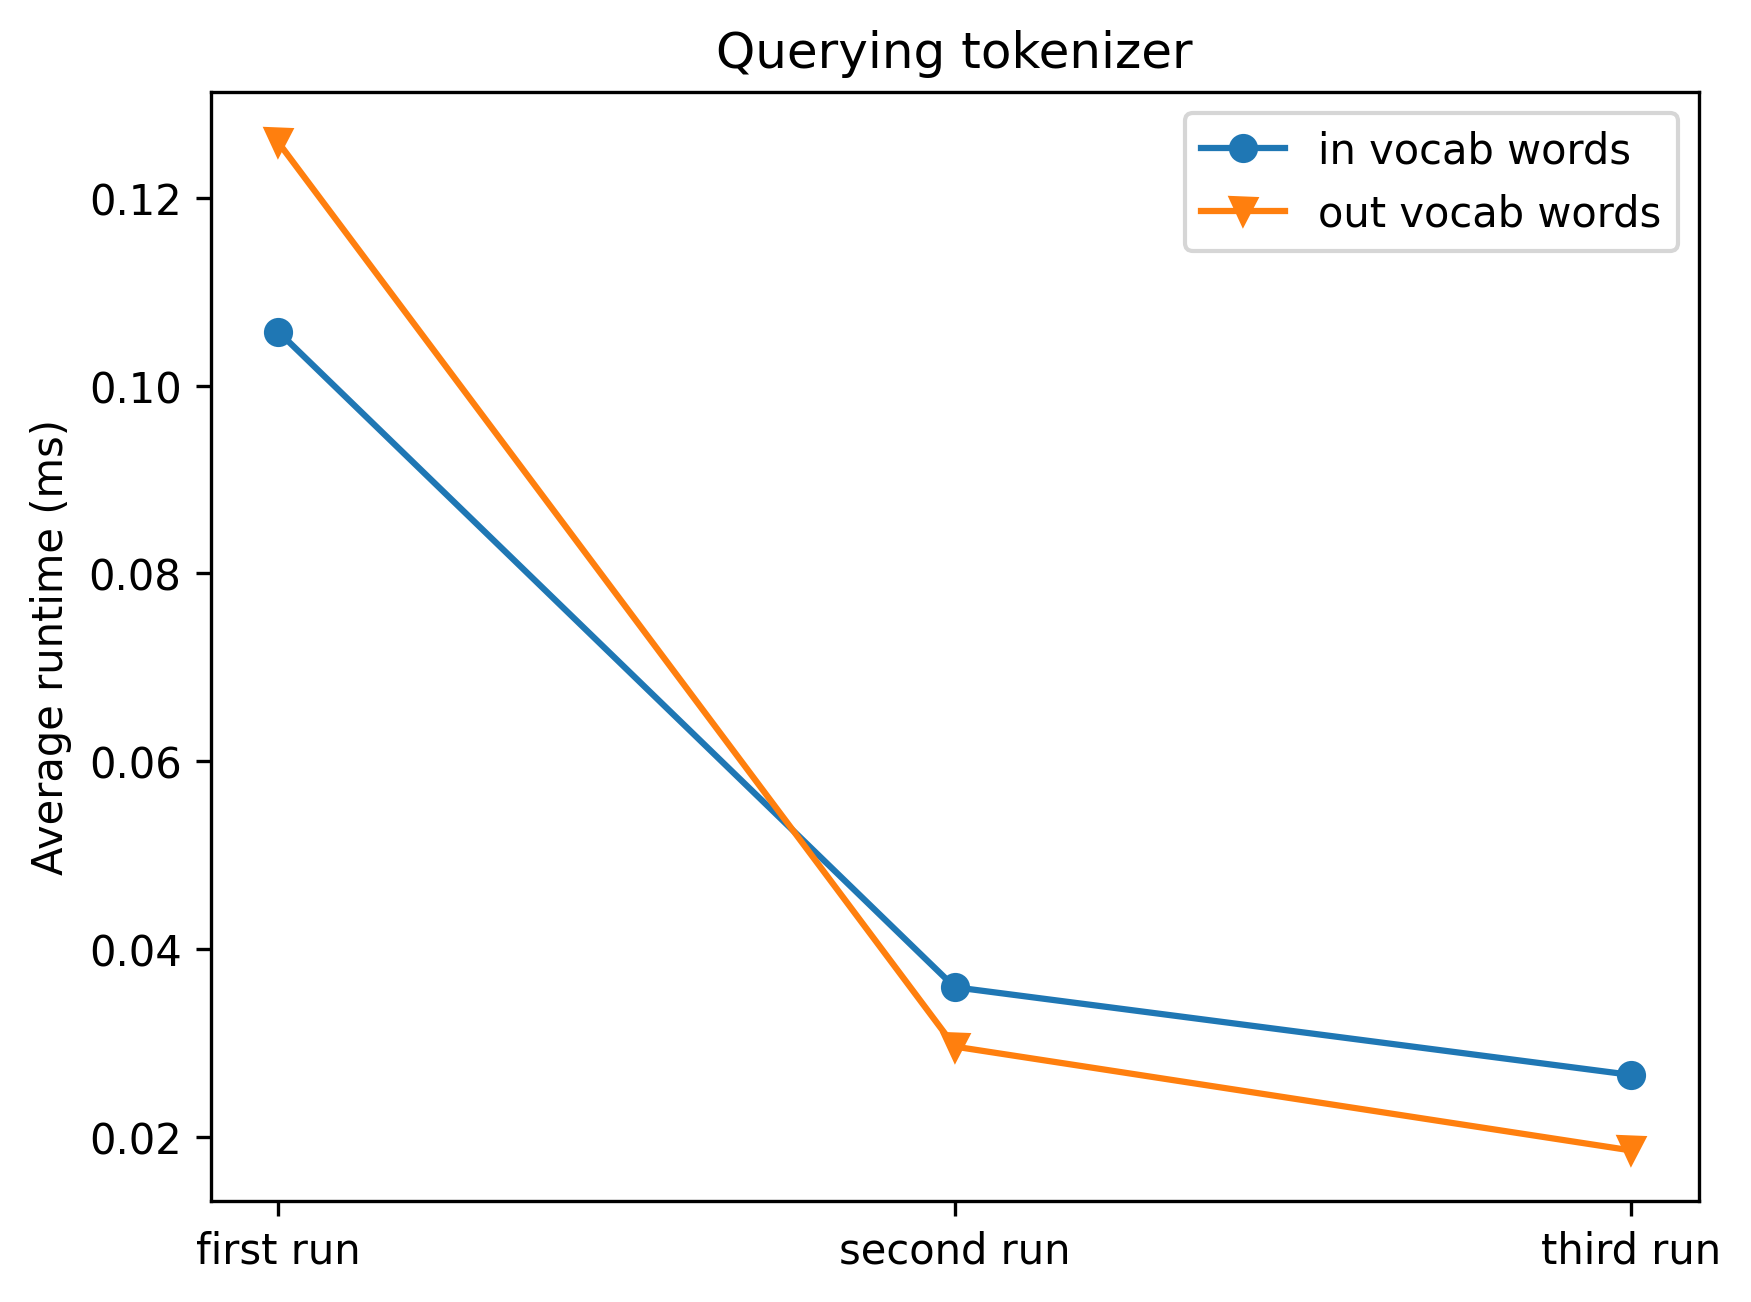 Querying tokenizer
in vocab words
out vocab words
Average runtime (ms)
0.12
0.10
0.08
0.06
0.04
0.02
first run
second run
third run